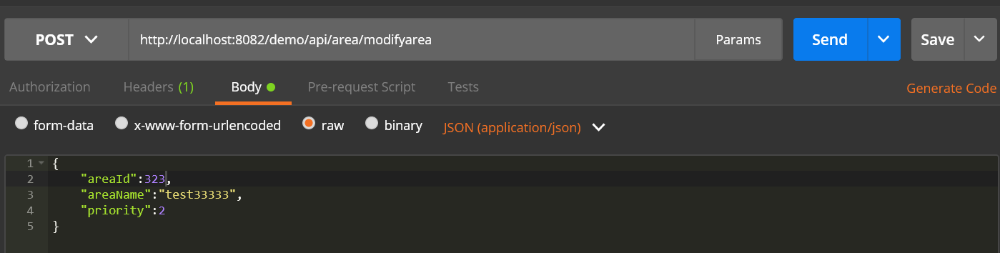 POST http://localhost:8082/demo/api/area/modifyarea Params Send Save
Authorization Headers (1) Body Pre-request Script Tests Generate Code
form-data x-www-form-urlencoded raw binary JSON (application/json)
1 {
2 "areaId":323,
3 "areaName":"test33333",
4 "priority":2
5 }